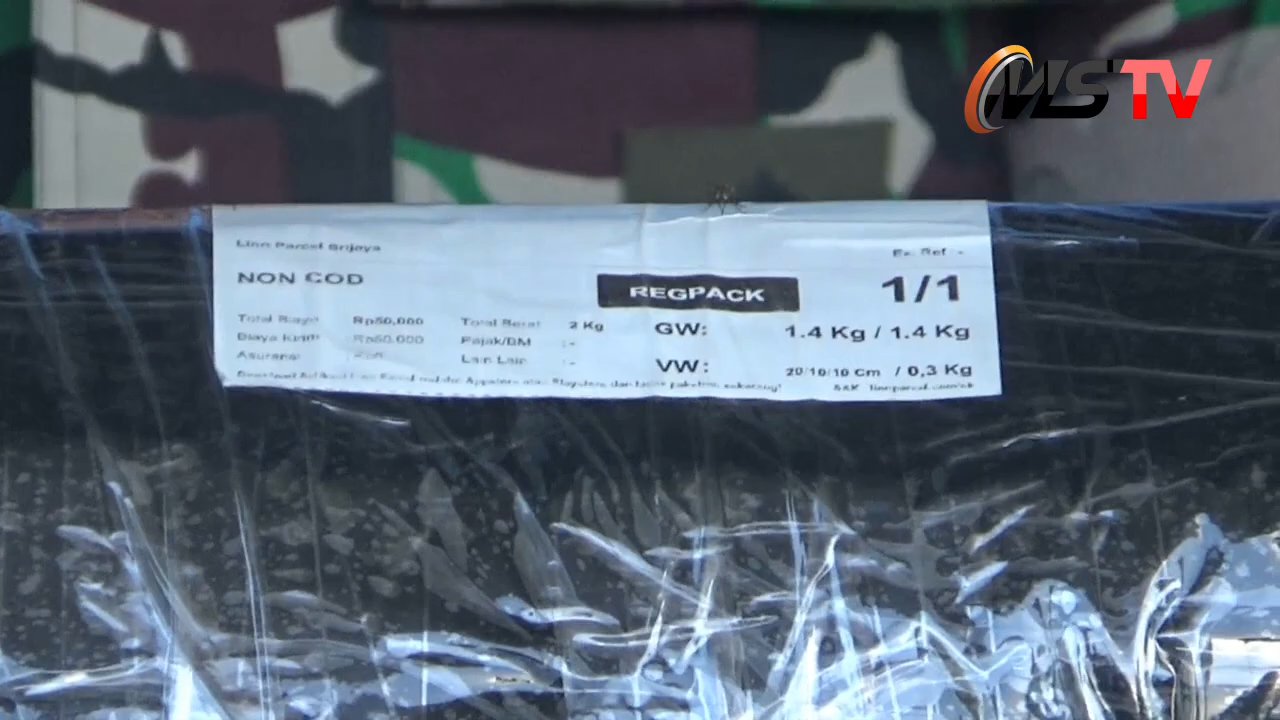 MSTV
Lion Parcel Srijaya
Ex. Ref : -
NON COD
REGPACK
1/1
Total Biaya Rp50,000 Total Berat 2 Kg GW: 1.4 Kg / 1.4 Kg
Biaya Kirim Rp50.000 Pajak/BM :-
Asuransi Lain Lain :- VW: 20/10/10 Cm / 0,3 Kg